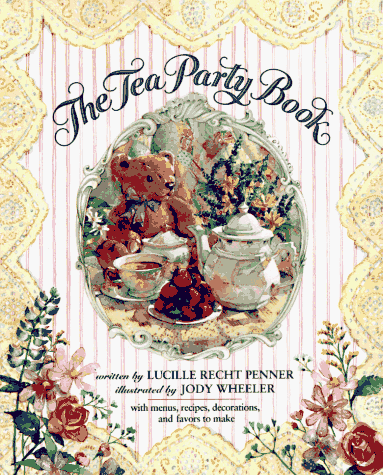 The Tea Party Book
written by LUCILLE RECHT PENNER
illustrated by JODY WHEELER
with menus, recipes, decorations,
and favors to make